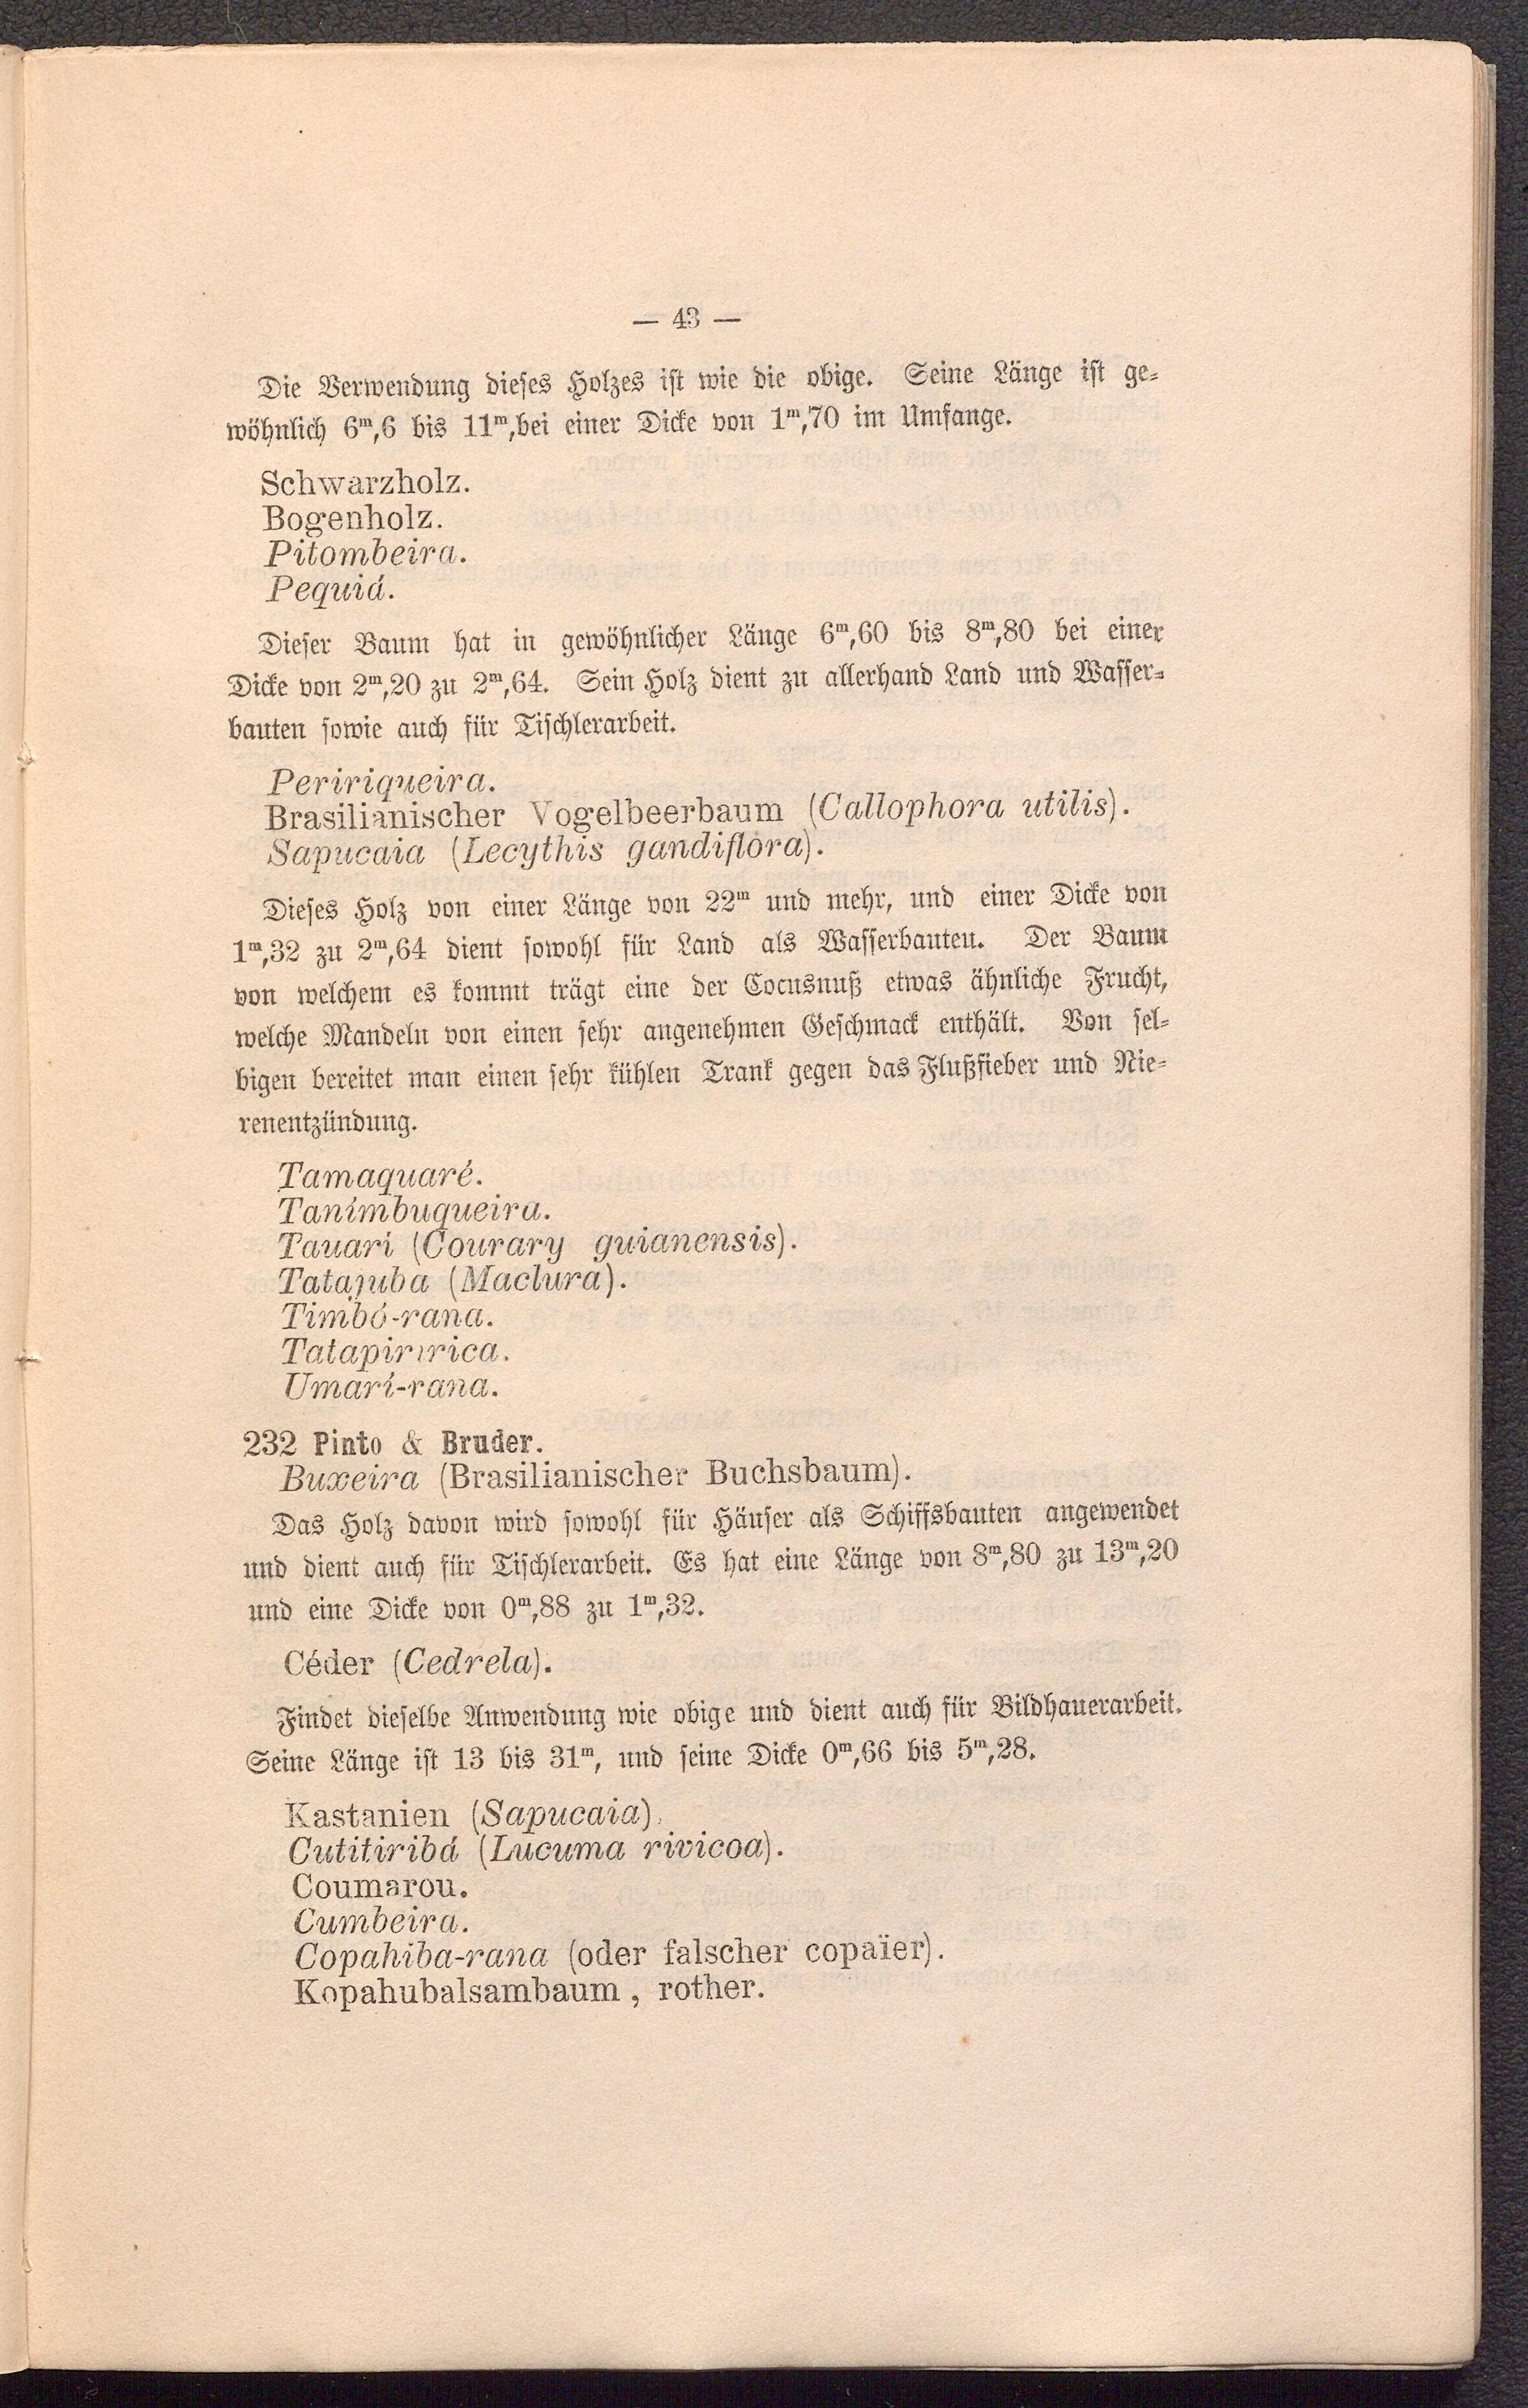 — 43 —
Die Verwendung dieses Holzes ist wie die obige. Seine Länge ist ge-
wöhnlich 6ᵐ,6 bis 11ᵐ,bei einer Dicke von 1ᵐ,70 im Umfange.
Schwarzholz.
Bogenholz.
Pitombeira.
Pequiá.
Dieser Baum hat in gewöhnlicher Länge 6ᵐ,60 bis 8ᵐ,80 bei einer
Dicke von 2ᵐ,20 zu 2ᵐ,64. Sein Holz dient zu allerhand Land und Wasser-
bauten sowie auch für Tischlerarbeit.
Peririqueira.
Brasilianischer Vogelbeerbaum (Callophora utilis).
Sapucaia (Lecythis gandiflora).
Dieses Holz von einer Länge von 22ᵐ und mehr, und einer Dicke von
1ᵐ,32 zu 2ᵐ,64 dient sowohl für Land als Wasserbauten. Der Baum
von welchem es kommt trägt eine der Cocusnuß etwas ähnliche Frucht,
welche Mandeln von einen sehr angenehmen Geschmack enthält. Von sel-
bigen bereitet man einen sehr kühlen Trank gegen das Flußfieber und Nie-
renentzündung.
Tamaquaré.
Tanímbuqueira.
Tauari (Courary guianensis).
Tatajuba (Maclura).
Timbó-rana.
Tatapiririca.
Umarí-rana.
232 Pinto & Bruder.
Buxeira (Brasilianischer Buchsbaum).
Das Holz davon wird sowohl für Häuser als Schiffsbauten angewendet
und dient auch für Tischlerarbeit. Es hat eine Länge von 8ᵐ,80 zu 13ᵐ,20
und eine Dicke von 0ᵐ,88 zu 1ᵐ,32.
Céder (Cedrela).
Findet dieselbe Anwendung wie obige und dient auch für Bildhauerarbeit.
Seine Länge ist 13 bis 31ᵐ, und seine Dicke 0ᵐ,66 bis 5ᵐ,28.
Kastanien (Sapucaia).
Cutitiribá (Lucuma rivicoa).
Coumarou.
Cumbeira.
Copahiba-rana (oder falscher copaïer).
Kopahubalsambaum, rother.